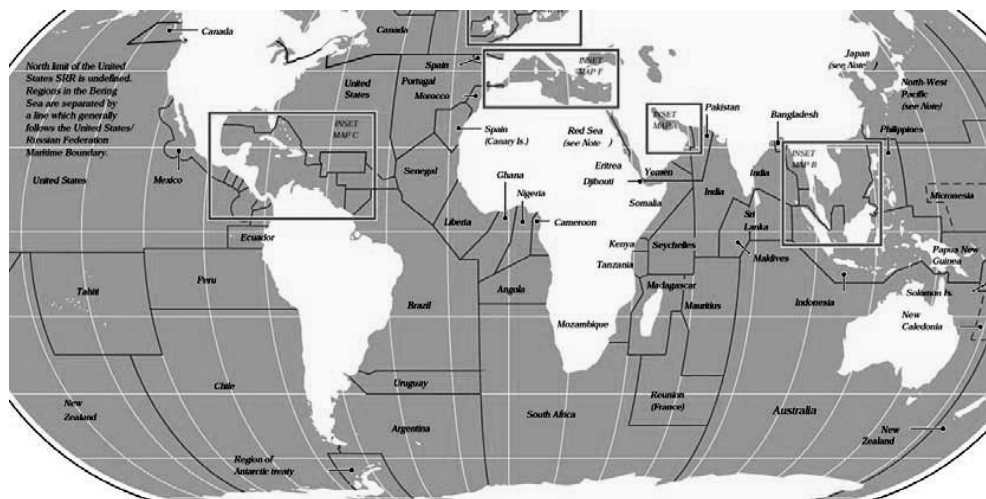 Canada
Canada
North limit of the United
States SRR is undefined.
Regions in the Bering
Sea are separated by
a line which generally
follows the United States/
Russian Federation
Maritime Boundary.
United States
Mexico
INSET
MAP C
United
States
Spain
Portugal
Morocco
INSET
MAP F
Spain
(Canary Is.)
Red Sea
(see Note )
INSET
MAP
Pakistan
Japan
(see Note )
North-West
Pacific
(see Note)
Bangladesh
Philippines
INSET
MAP B
Senegal
Ghana
Nigeria
Liberia
Cameroon
Eritrea
Djibouti
Yemen
Somalia
India
India
Sri
Lanka
Maldives
Micronesia
Papua New
Guinea
Ecuador
Kenya
Tanzania
Seychelles
Madagascar
Mauritius
Indonesia
Solomon Is.
New
Caledonia
Tahiti
Peru
Brazil
Angola
Mozambique
Chile
Uruguay
New
Zealand
Argentina
South Africa
Reunion
(France)
Australia
New
Zealand
Region of
Antarctic treaty